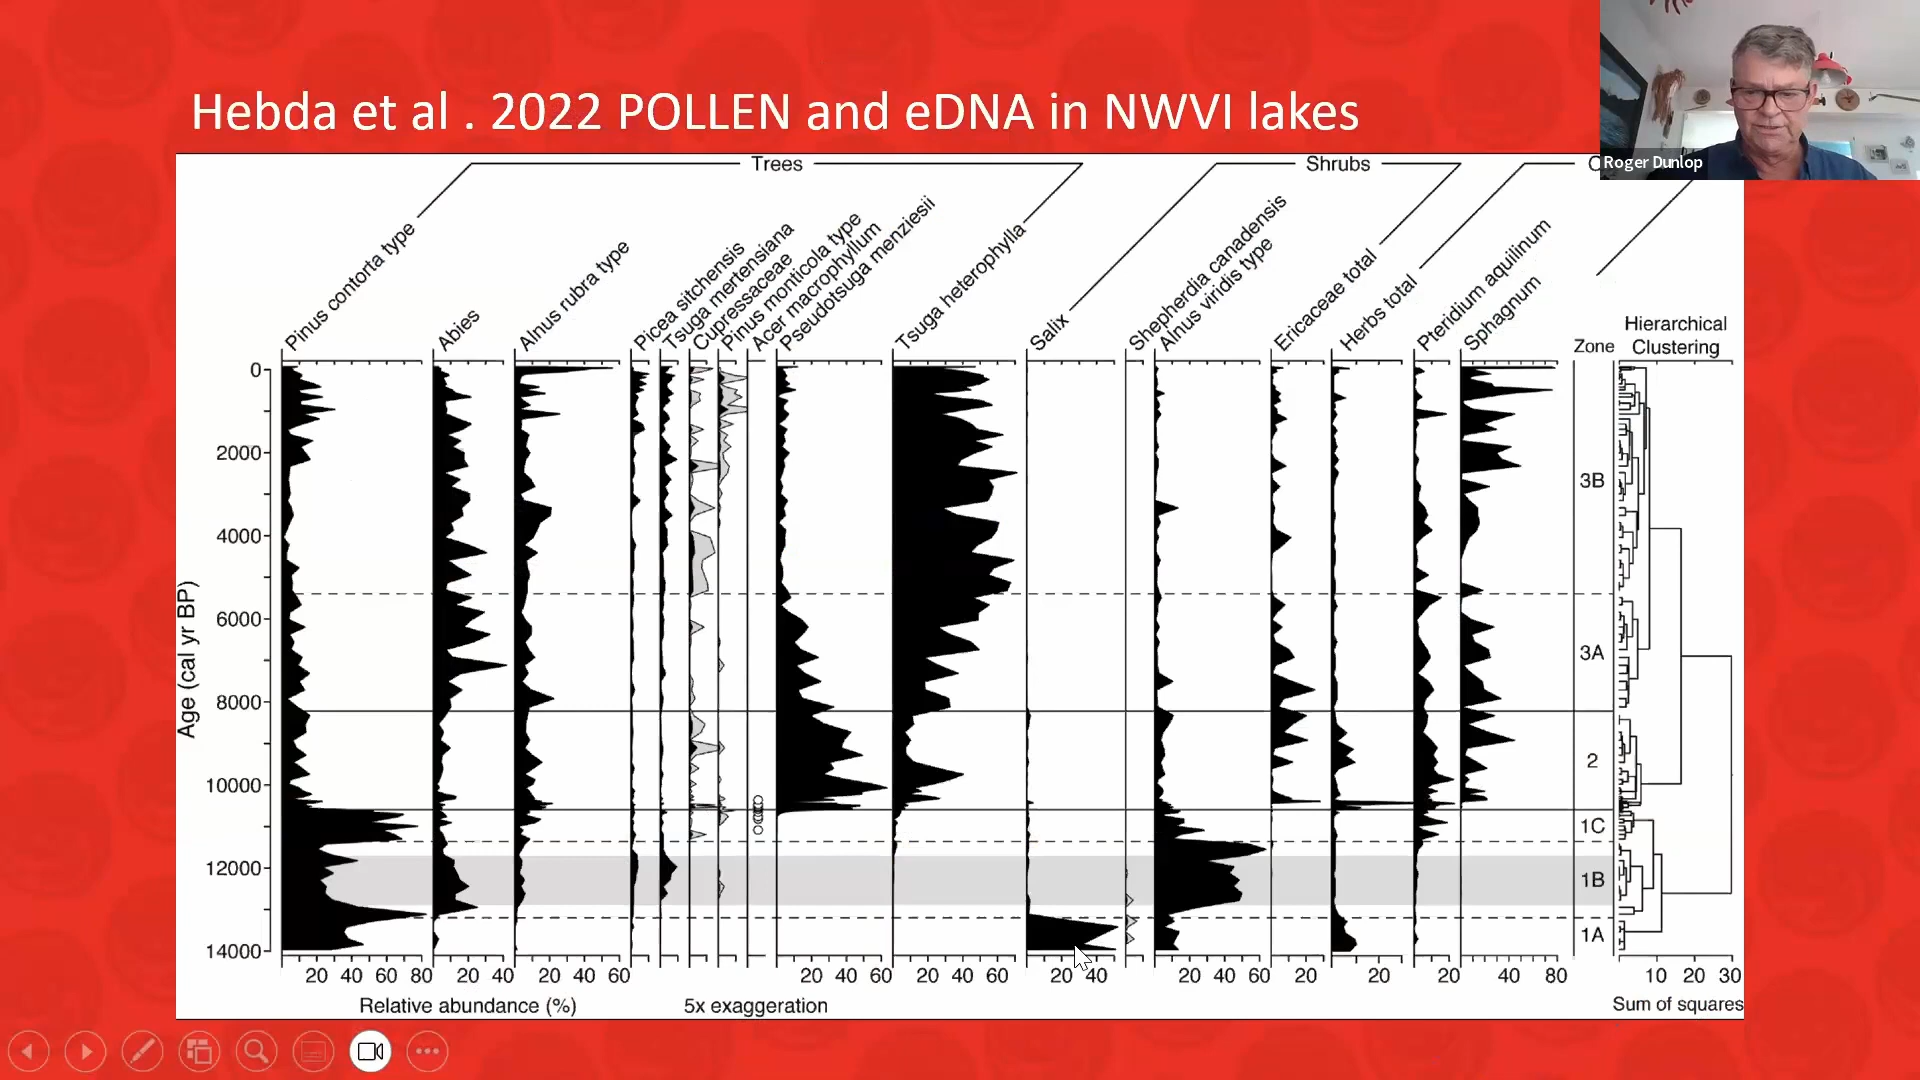 Hebda et al . 2022 POLLEN and eDNA in NWVI lakes
Roger Dunlop
Trees
Shrubs
Pinus contorta type
Abies
Alnus rubra type
Picea sitchensis
Tsuga mertensiana
Cupressaceae
Pinus monticola type
Acer macrophyllum
Pseudotsuga menziesii
Tsuga heterophylla
Salix
Shepherdia canadensis
Alnus viridis type
Ericaceae total
Herbs total
Pteridium aquilinum
Sphagnum
Zone
Hierarchical
Clustering
Age (cal yr BP)
0
2000
4000
6000
8000
10000
12000
14000
3B
3A
2
1C
1B
1A
20 40 60 80
20 40
20 40 60
20 40 60
20 40 60
20 40
20 40 60
20
20
20
40 80
10 20 30
Relative abundance (%)
5x exaggeration
Sum of squares